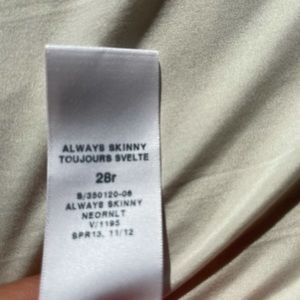 ALWAYS SKINNY
TOUJOURS SVELTE
28r
S/350120-06
ALWAYS SKINNY
NEORNLT
V/1195
SPR13, 11/12